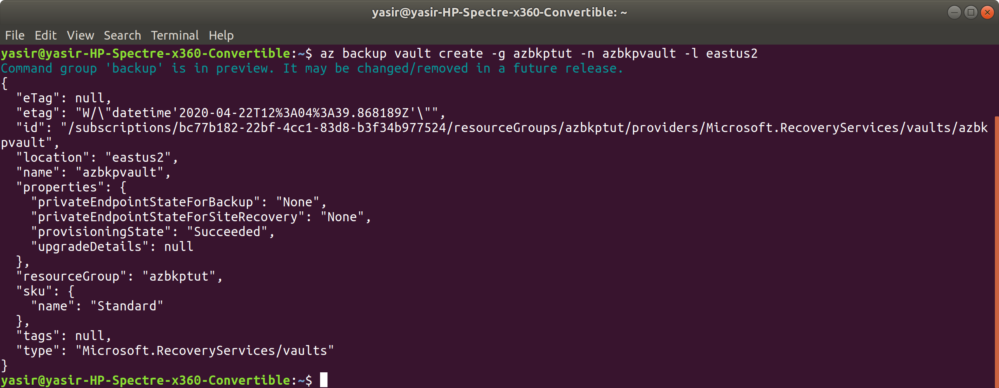 yasir@yasir-HP-Spectre-x360-Convertible: ~
File Edit View Search Terminal Help
yasir@yasir-HP-Spectre-x360-Convertible:~$ az backup vault create -g azbkptut -n azbkpvault -l eastus2
Command group 'backup' is in preview. It may be changed/removed in a future release.
{
  "eTag": null,
  "etag": "W/\"datetime'2020-04-22T12%3A04%3A39.868189Z'\"",
  "id": "/subscriptions/bc77b182-22bf-4cc1-83d8-b3f34b977524/resourceGroups/azbkptut/providers/Microsoft.RecoveryServices/vaults/azbk
pvault",
  "location": "eastus2",
  "name": "azbkpvault",
  "properties": {
    "privateEndpointStateForBackup": "None",
    "privateEndpointStateForSiteRecovery": "None",
    "provisioningState": "Succeeded",
    "upgradeDetails": null
  },
  "resourceGroup": "azbkptut",
  "sku": {
    "name": "Standard"
  },
  "tags": null,
  "type": "Microsoft.RecoveryServices/vaults"
}
yasir@yasir-HP-Spectre-x360-Convertible:~$